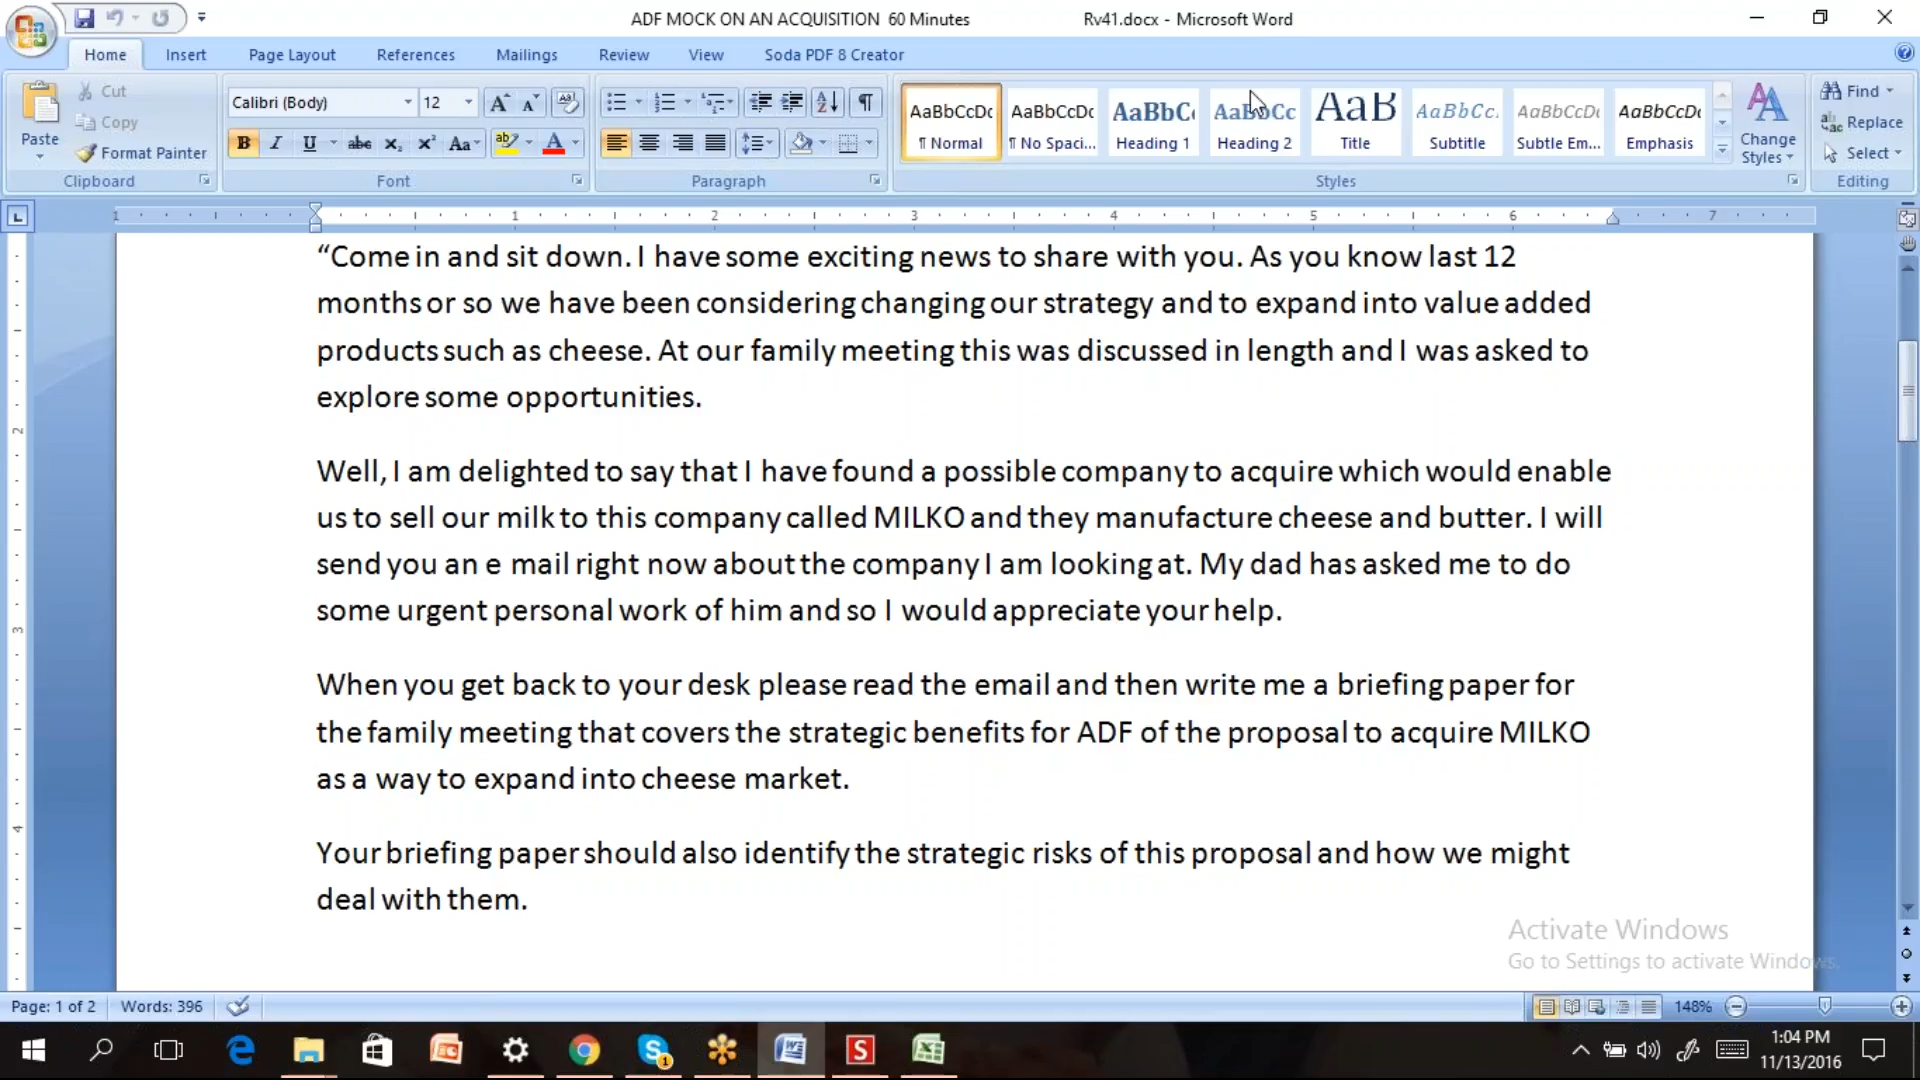 ADF MOCK ON AN ACQUISITION 60 Minutes Rv41.docx - Microsoft Word
Home Insert Page Layout References Mailings Review View Soda PDF 8 Creator
Paste Cut Copy Format Painter Clipboard
Calibri (Body) 12 Font
Paragraph
AaBbCcDc AaBbCcDc AaBbC AaBbCc AaB AaBbCc. AaBbCcDc AaBbCcDc
¶ Normal ¶ No Spaci... Heading 1 Heading 2 Title Subtitle Subtle Em... Emphasis
Styles
Change Styles
Find Replace Select Editing
1 1 2 3 4 5 6 7
“Come in and sit down. I have some exciting news to share with you. As you know last 12
months or so we have been considering changing our strategy and to expand into value added
products such as cheese. At our family meeting this was discussed in length and I was asked to
explore some opportunities.
Well, I am delighted to say that I have found a possible company to acquire which would enable
us to sell our milk to this company called MILKO and they manufacture cheese and butter. I will
send you an e mail right now about the company I am looking at. My dad has asked me to do
some urgent personal work of him and so I would appreciate your help.
When you get back to your desk please read the email and then write me a briefing paper for
the family meeting that covers the strategic benefits for ADF of the proposal to acquire MILKO
as a way to expand into cheese market.
Your briefing paper should also identify the strategic risks of this proposal and how we might
deal with them.
2
3
4
Activate Windows
Go to Settings to activate Windows.
Page: 1 of 2 Words: 396 148%
1:04 PM
11/13/2016